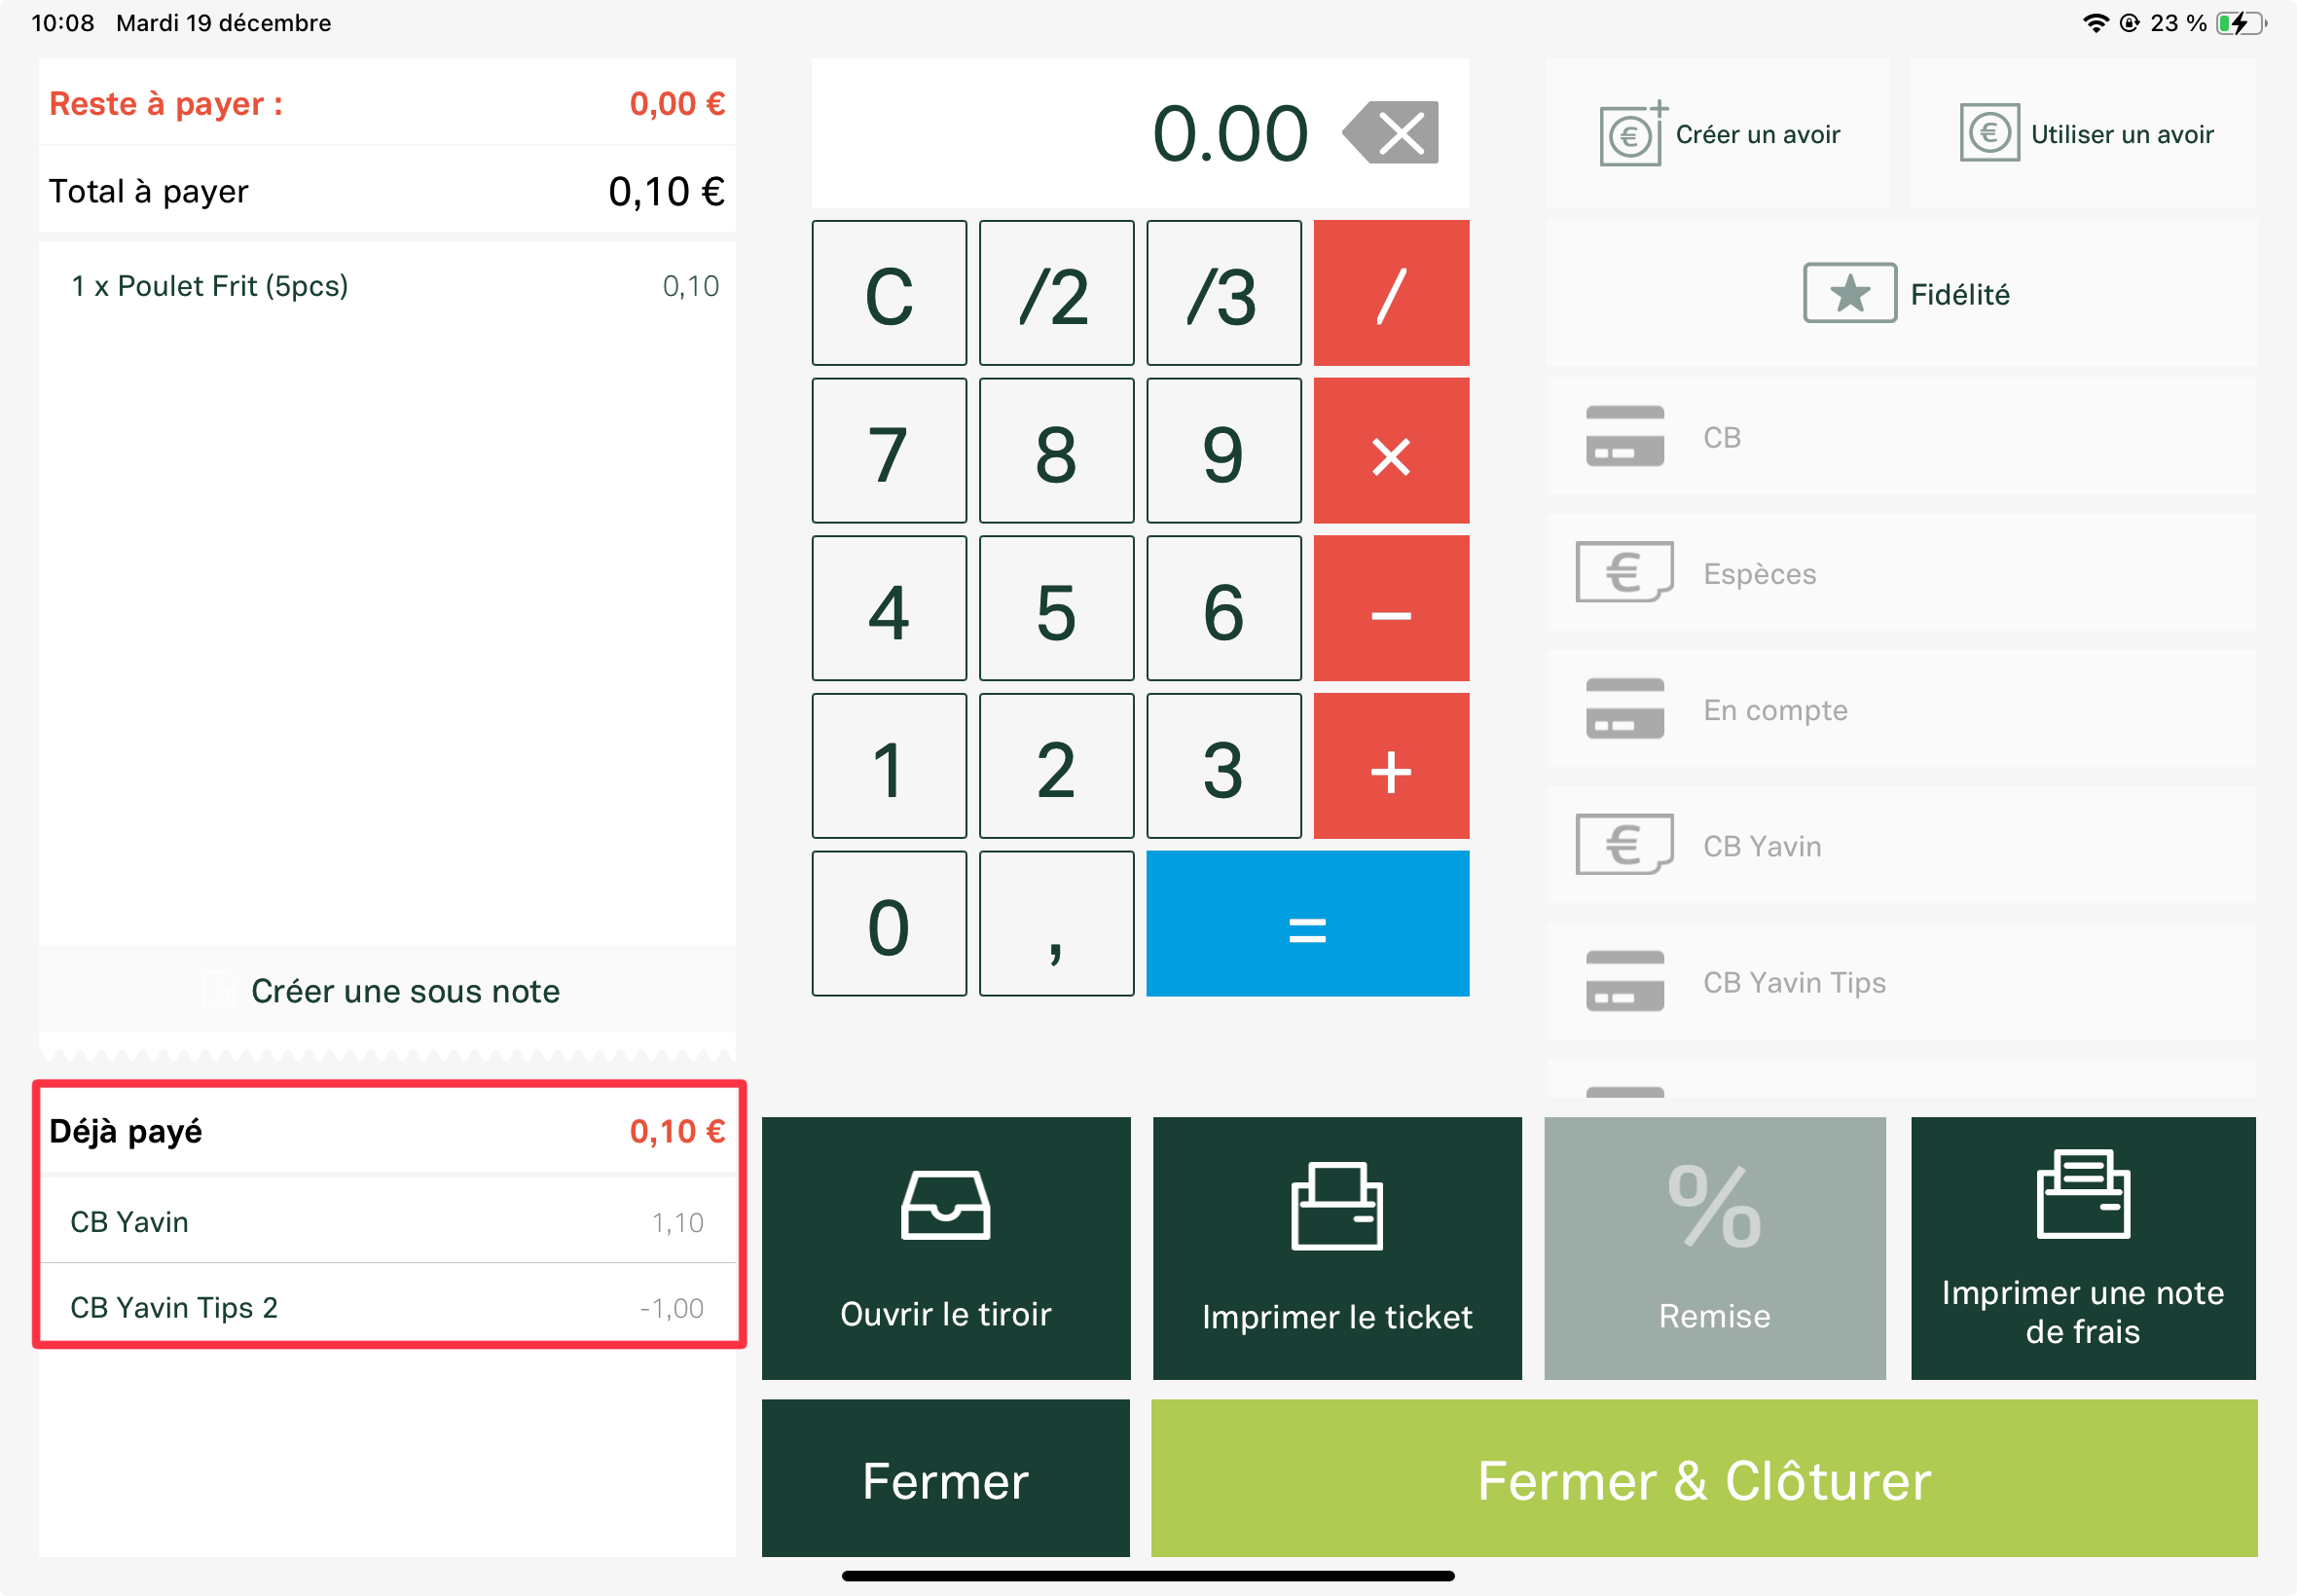 10:08 Mardi 19 décembre
23 %
Reste à payer : 0,00 €
Total à payer 0,10 €
1 x Poulet Frit (5pcs) 0,10
Créer une sous note
Déjà payé 0,10 €
CB Yavin 1,10
CB Yavin Tips 2 -1,00
0.00
C /2 /3 /
7 8 9 ×
4 5 6 −
1 2 3 +
0 , =
Créer un avoir
Utiliser un avoir
Fidélité
CB
Espèces
En compte
CB Yavin
CB Yavin Tips
Ouvrir le tiroir
Imprimer le ticket
%
Remise
Imprimer une note
de frais
Fermer
Fermer & Clôturer